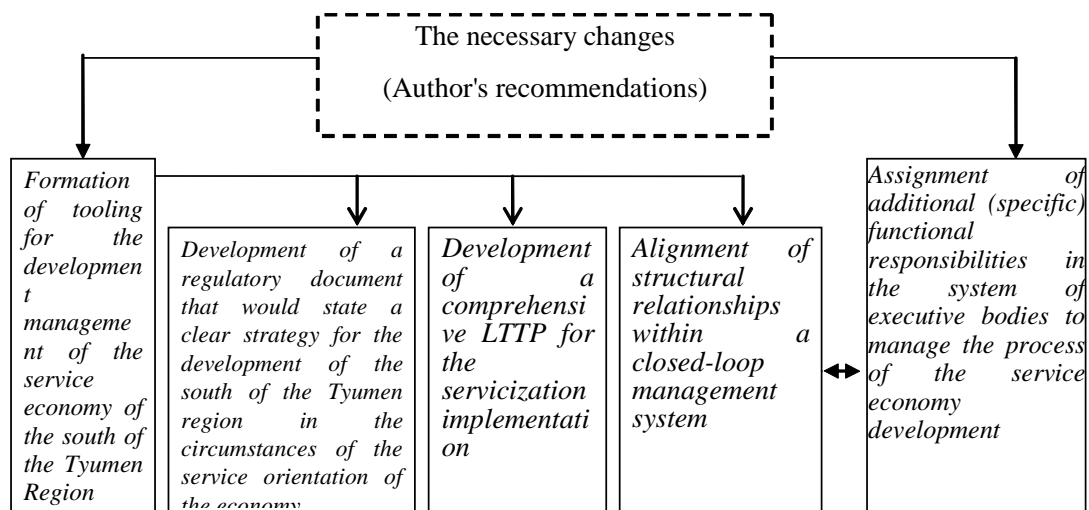 The necessary changes
(Author's recommendations)
Formation
of tooling
for the
developmen
t
manageme
nt of the
service
economy of
the south of
the Tyumen
Region
Development of a
regulatory document
that would state a
clear strategy for the
development of the
south of the Tyumen
region in the
circumstances of the
service orientation of
the economy
Development
of a
comprehensi
ve LTTP for
the
servicization
implementati
on
Alignment of
structural
relationships
within a
closed-loop
management
system
Assignment of
additional (specific)
functional
responsibilities in
the system of
executive bodies to
manage the process
of the service
economy
development